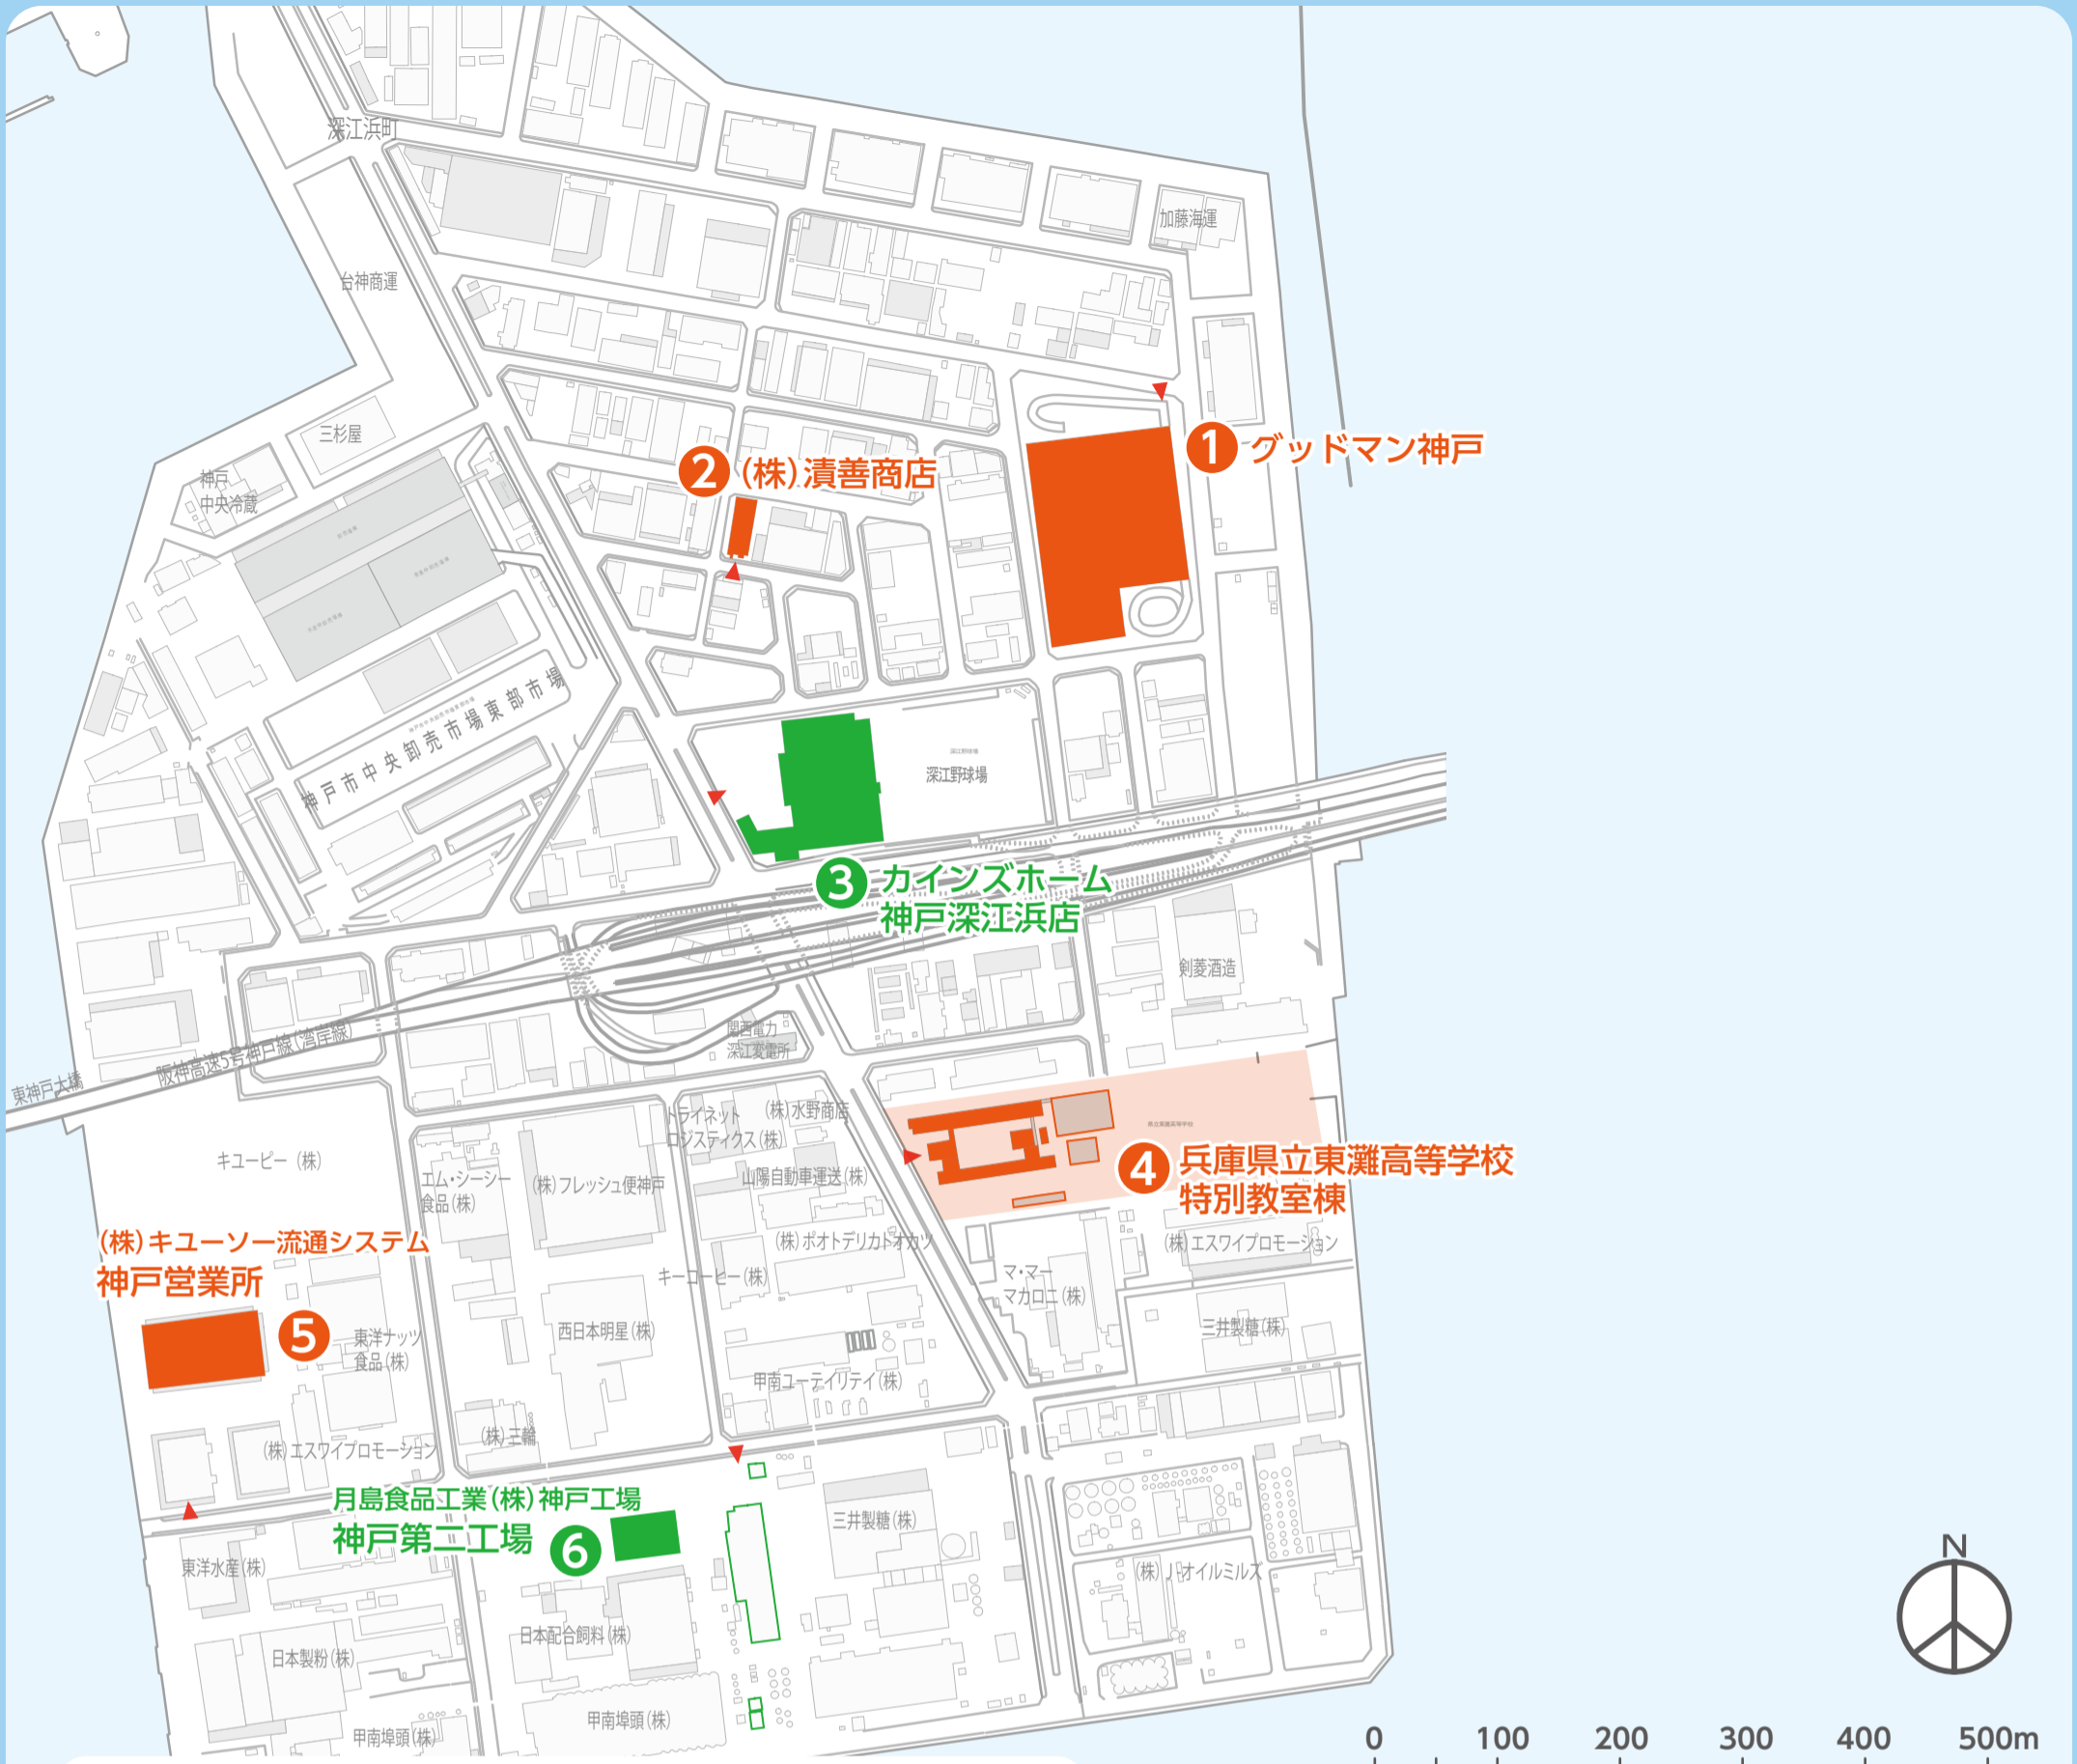 深江浜町
加藤海運
台神商運
三杉屋
神戸
中央冷蔵
1 グッドマン神戸
2 (株)漬善商店
神戸市中央卸売市場東部市場
深江野球場
深江野球場
3 カインズホーム
神戸深江浜店
剣菱酒造
関西電力
深江変電所
阪神高速5号神戸線(湾岸線)
東神戸大橋
トライネット
ロジスティクス(株)
(株)水野商店
県立東灘高等学校
キユーピー(株)
エム・シーシー
食品(株)
(株)フレッシュ便神戸
山陽自動車運送(株)
4 兵庫県立東灘高等学校
特別教室棟
(株)キユーソー流通システム
神戸営業所
5
(株)ポオトデリカトオカツ
(株)エスワイプロモーション
キーコーヒー(株)
マ・マー
マカロニ(株)
東洋ナッツ
食品(株)
西日本明星(株)
三井製糖(株)
甲南ユーテイリテイ(株)
(株)エスワイプロモーション
(株)三輪
月島食品工業(株)神戸工場
神戸第二工場
6
三井製糖(株)
東洋水産(株)
(株)J-オイルミルズ
日本配合飼料(株)
日本製粉(株)
甲南埠頭(株)
甲南埠頭(株)
N
0 100 200 300 400 500m